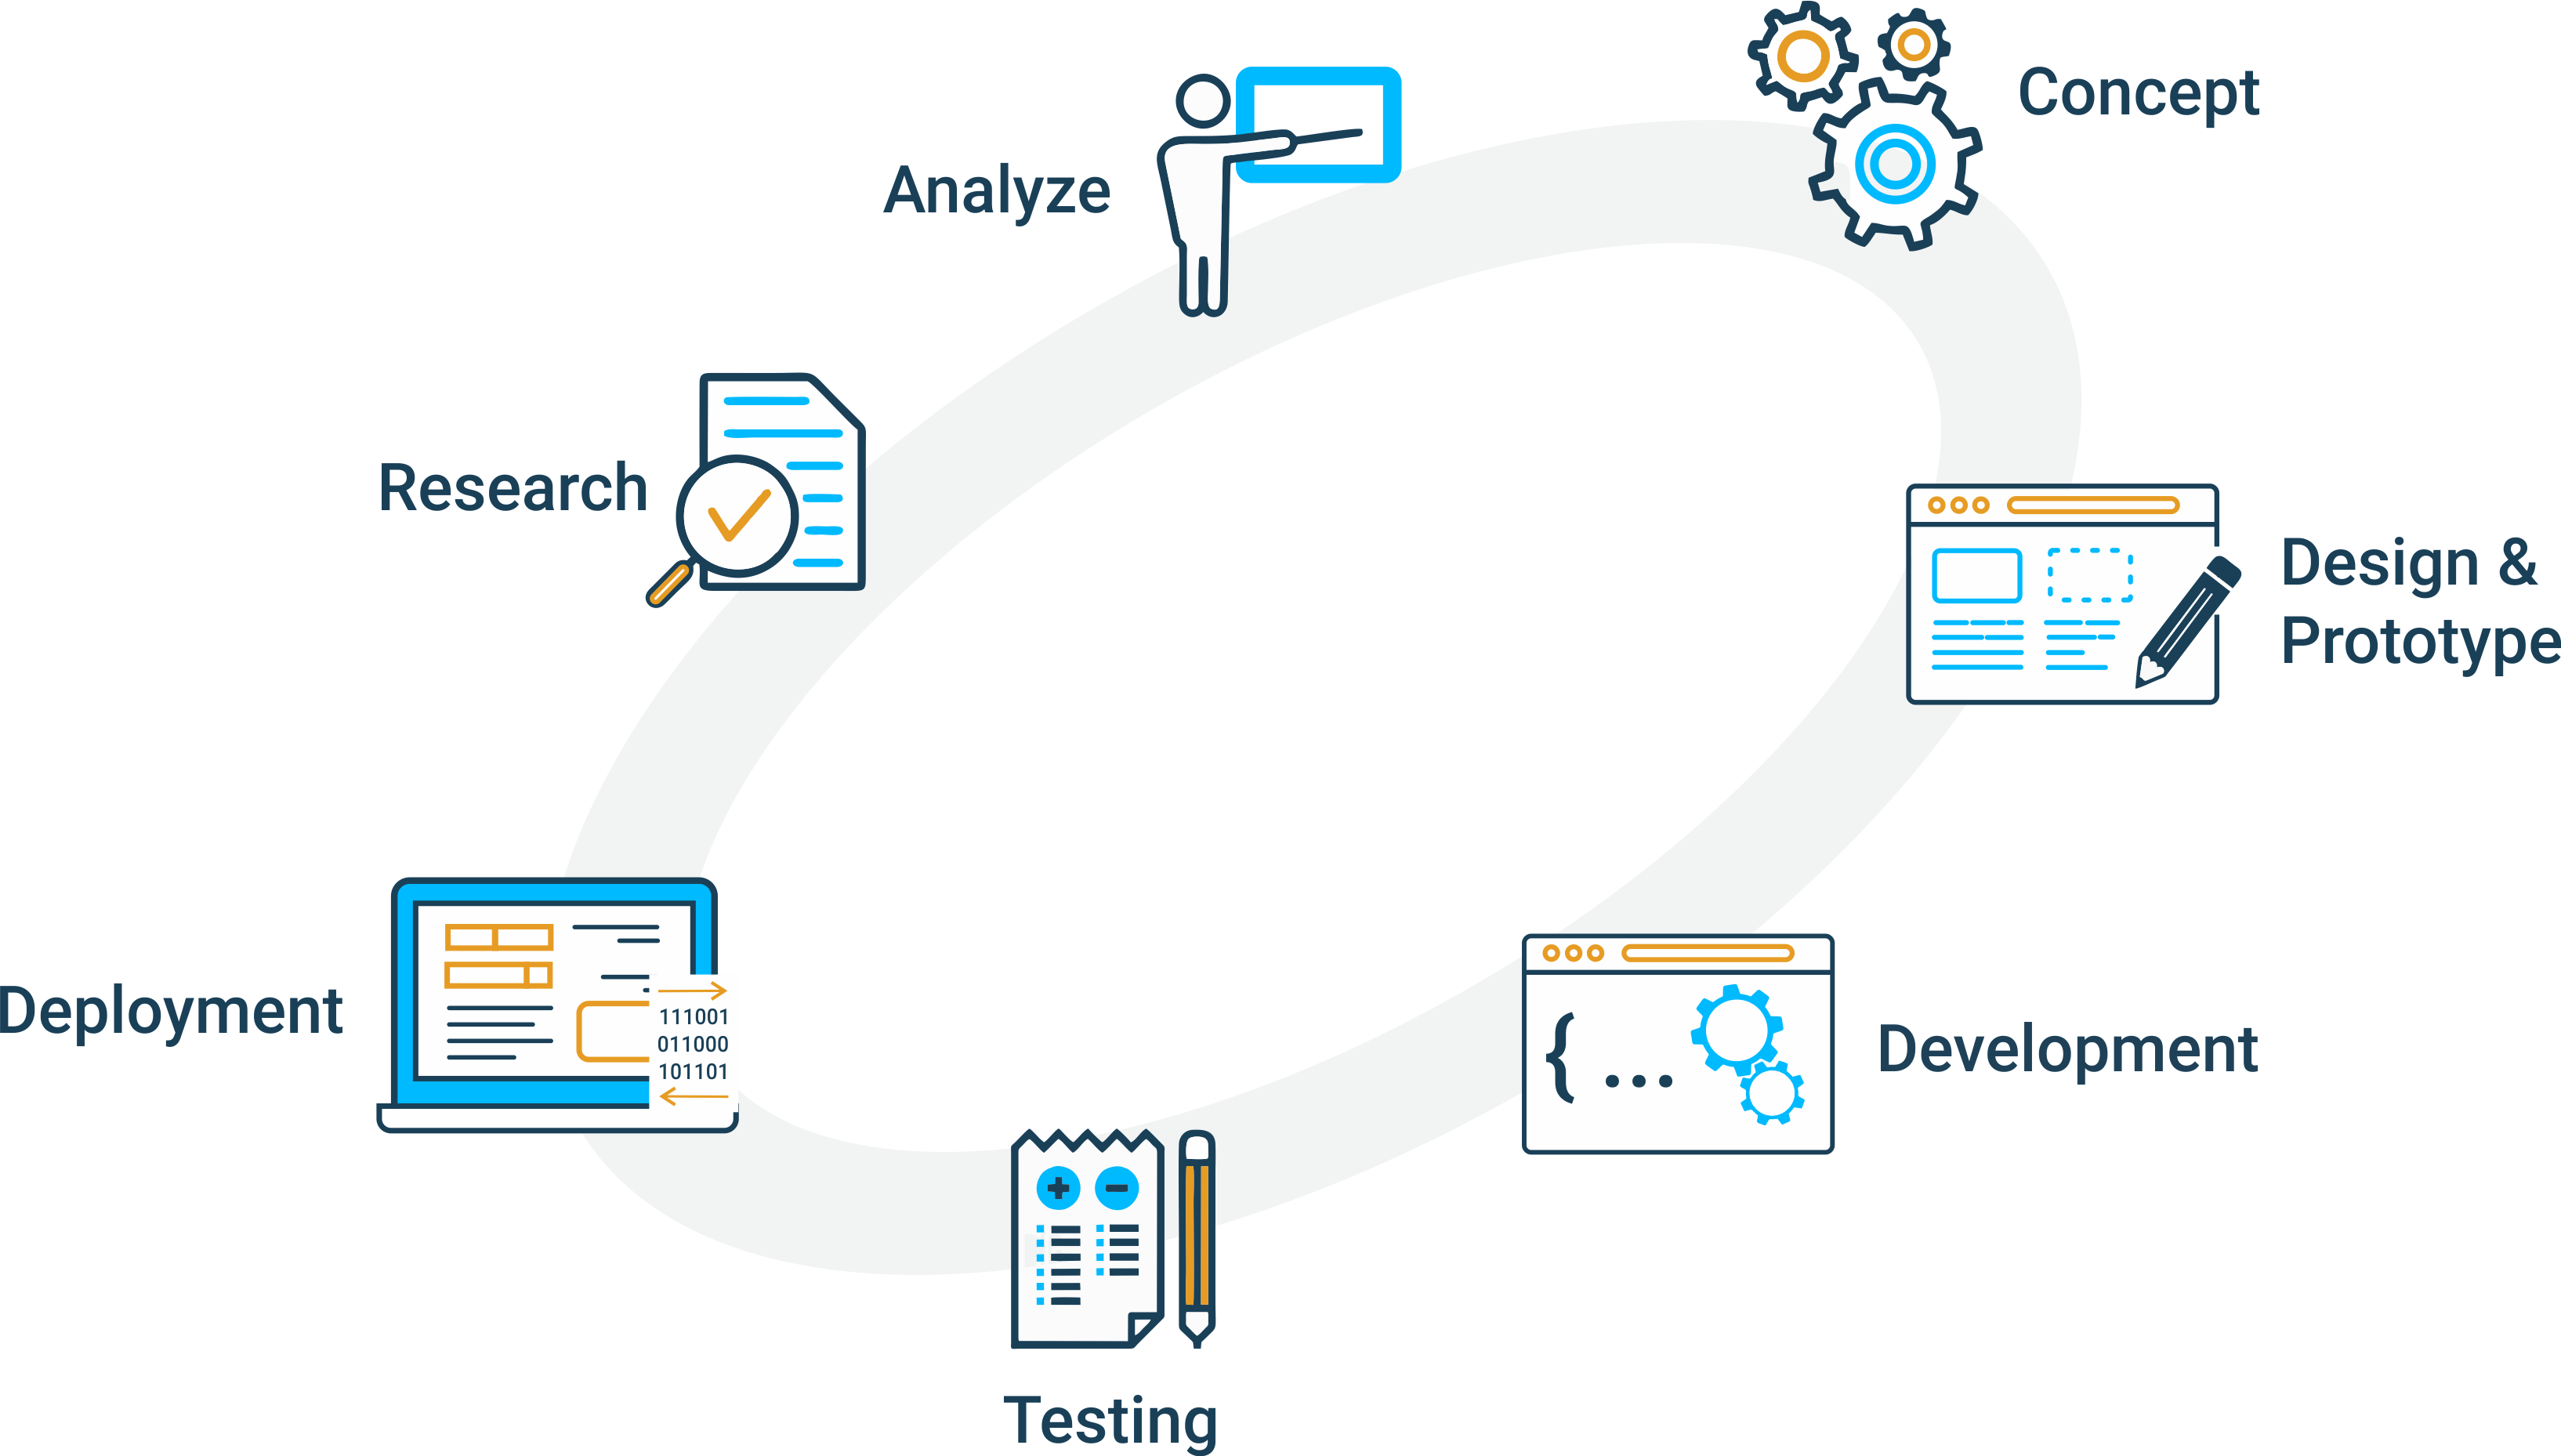 Concept
Analyze
Research
Design &
Prototype
Deployment
111001
011000
101101
{ ...
Development
Testing